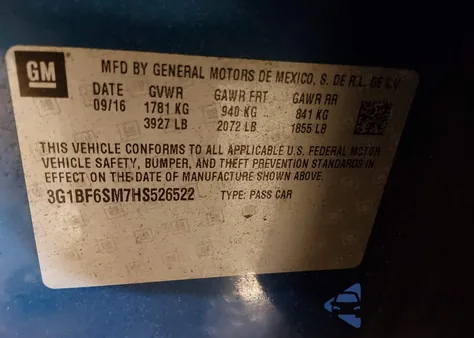 GM
MFD BY GENERAL MOTORS DE MEXICO, S. DE R.L. DE C.V.
DATE GVWR GAWR FRT GAWR RR
09/16 1781 KG 940 KG 841 KG
3927 LB 2072 LB 1855 LB
THIS VEHICLE CONFORMS TO ALL APPLICABLE U.S. FEDERAL MOTOR
VEHICLE SAFETY, BUMPER, AND THEFT PREVENTION STANDARDS IN
EFFECT ON THE DATE OF MANUFACTURE SHOWN ABOVE.
3G1BF6SM7HS526522 TYPE: PASS CAR